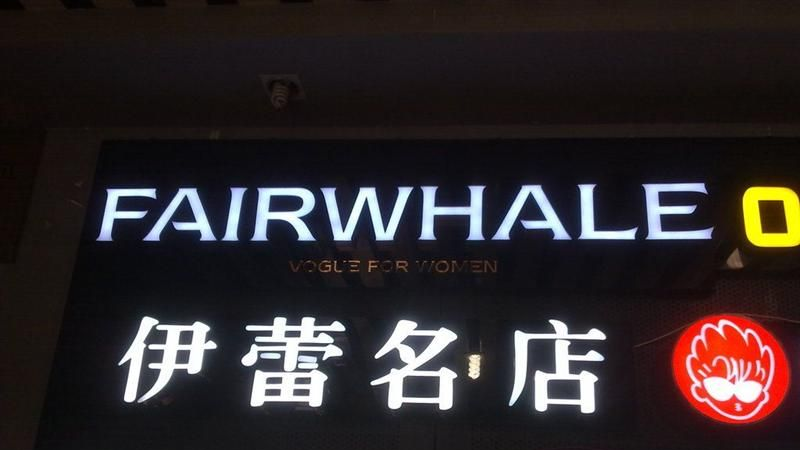 FAIRWHALE O
VOGUE FOR WOMEN
伊蕾名店